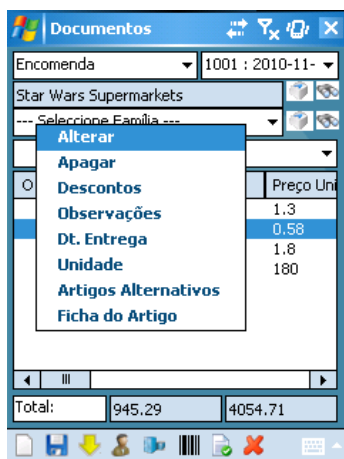 Documentos
Encomenda 1001 : 2010-11-
Star Wars Supermarkets
--- Seleccione Família ---
Alterar
Apagar
Descontos
Observações
Dt. Entrega
Unidade
Artigos Alternativos
Ficha do Artigo
O Preço Uni
1.3
0.58
1.8
180
Total: 945.29 4054.71